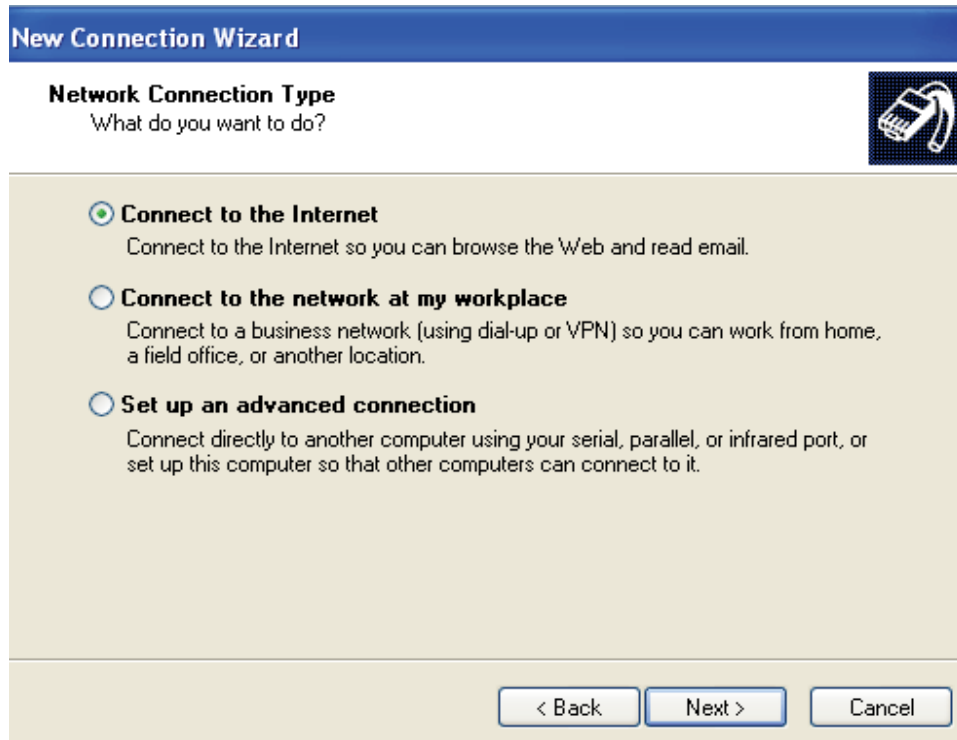 New Connection Wizard
Network Connection Type
What do you want to do?
Connect to the Internet
Connect to the Internet so you can browse the Web and read email.
Connect to the network at my workplace
Connect to a business network (using dial-up or VPN) so you can work from home,
a field office, or another location.
Set up an advanced connection
Connect directly to another computer using your serial, parallel, or infrared port, or
set up this computer so that other computers can connect to it.
< Back
Next >
Cancel